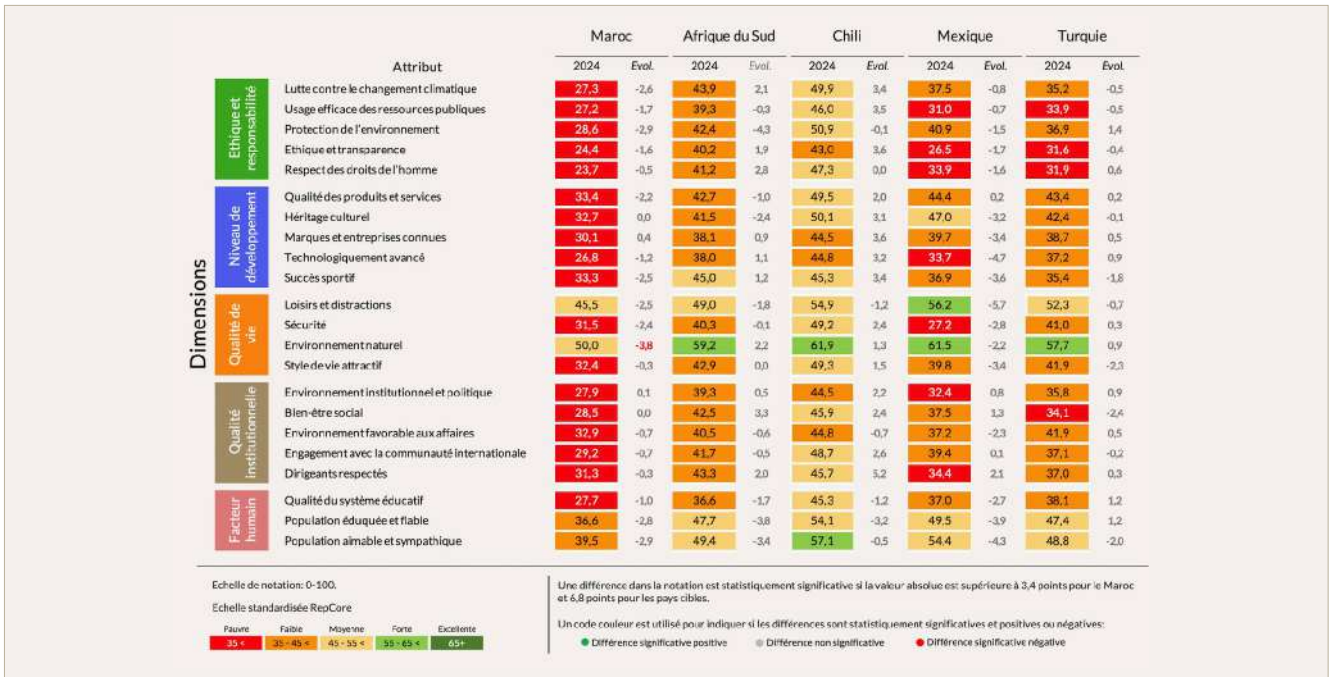 Maroc Afrique du Sud Chili Mexique Turquie
Attribut 2024 Evol. 2024 Evol. 2024 Evol. 2024 Evol. 2024 Evol.
Dimensions
Ethique et responsabilité
Lutte contre le changement climatique 27,3 -2,6 43,9 2,1 49,9 3,4 37,5 -0,8 35,2 -0,5
Usage efficace des ressources publiques 27,2 -1,7 39,3 -0,3 46,0 3,5 31,0 -0,7 33,9 -0,5
Protection de l'environnement 28,6 -2,9 42,4 -4,3 50,9 -0,1 40,9 -1,5 36,9 1,4
Ethique et transparence 24,4 -1,6 40,2 1,9 43,0 3,6 26,5 -1,7 31,6 -0,4
Respect des droits de l'homme 23,7 -0,5 41,2 2,8 47,3 0,0 33,9 -1,6 31,9 0,6
Niveau de développement
Qualité des produits et services 33,4 -2,2 42,7 -1,0 49,5 2,0 44,4 0,2 43,4 0,2
Héritage culturel 32,7 0,0 41,5 -2,4 50,1 3,1 47,0 -3,2 42,4 -0,1
Marques et entreprises connues 30,1 0,4 38,1 0,9 44,5 3,6 39,7 -3,4 38,7 0,5
Technologiquement avancé 26,8 -1,2 38,0 1,1 44,8 3,2 33,7 -4,7 37,2 0,9
Succès sportif 33,3 -2,5 45,0 1,2 45,3 3,4 36,9 -3,6 35,4 -1,8
Qualité de vie
Loisirs et distractions 45,5 -2,5 49,0 -1,8 54,9 -1,2 56,2 -5,7 52,3 -0,7
Sécurité 31,5 -2,4 40,3 -0,1 49,2 2,4 27,2 -2,8 41,0 0,3
Environnement naturel 50,0 -3,8 59,2 2,2 61,9 1,3 61,5 -2,2 57,7 0,9
Style de vie attractif 32,4 -0,3 42,9 0,0 49,3 1,5 39,8 -3,4 41,9 -2,3
Qualité institutionnelle
Environnement institutionnel et politique 27,9 0,1 39,3 0,5 44,5 2,2 32,4 0,8 35,8 0,9
Bien-être social 28,5 0,0 42,5 3,3 45,9 2,4 37,5 1,3 34,1 -2,4
Environnement favorable aux affaires 32,9 -0,7 40,5 -0,6 44,8 -0,7 37,2 -2,3 41,9 0,5
Engagement avec la communauté internationale 29,2 -0,7 41,7 -0,5 48,7 2,6 39,4 0,1 37,1 -0,2
Dirigeants respectés 31,3 -0,3 43,3 2,0 45,7 5,2 34,4 2,1 37,0 0,3
Facteur humain
Qualité du système éducatif 27,7 -1,0 36,6 -1,7 45,3 -1,2 37,0 -2,7 38,1 1,2
Population éduquée et fiable 36,6 -2,8 47,7 -3,8 54,1 -3,2 49,5 -3,9 47,4 1,2
Population aimable et sympathique 39,5 -2,9 49,4 -3,4 57,1 -0,5 54,4 -4,3 48,8 -2,0
Echelle de notation: 0-100.
Echelle standardisée RepCore
Pauvre Faible Moyenne Forte Excellente
35 < 35 - 45 < 45 - 55 < 55 - 65 < 65+
Une différence dans la notation est statistiquement significative si la valeur absolue est supérieure à 3,4 points pour le Maroc
et 6,8 points pour les pays cibles.
Un code couleur est utilisé pour indiquer si les différences sont statistiquement significatives et positives ou négatives:
Différence significative positive Différence non significative Différence significative négative